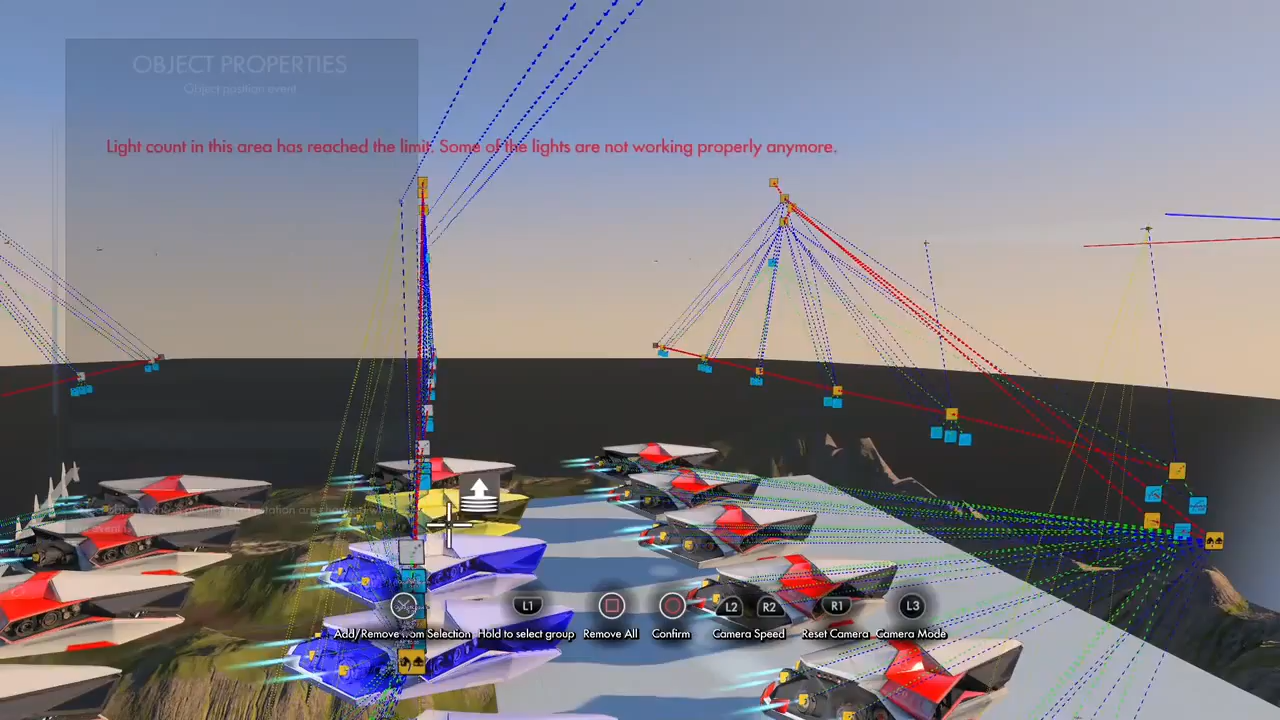 OBJECT PROPERTIES
Object position event
Light count in this area has reached the limit. Some of the lights are not working properly anymore.
L1
L2
R2
R1
L3
Add/Remove from Selection
Hold to select group
Remove All
Confirm
Camera Speed
Reset Camera
Camera Mode